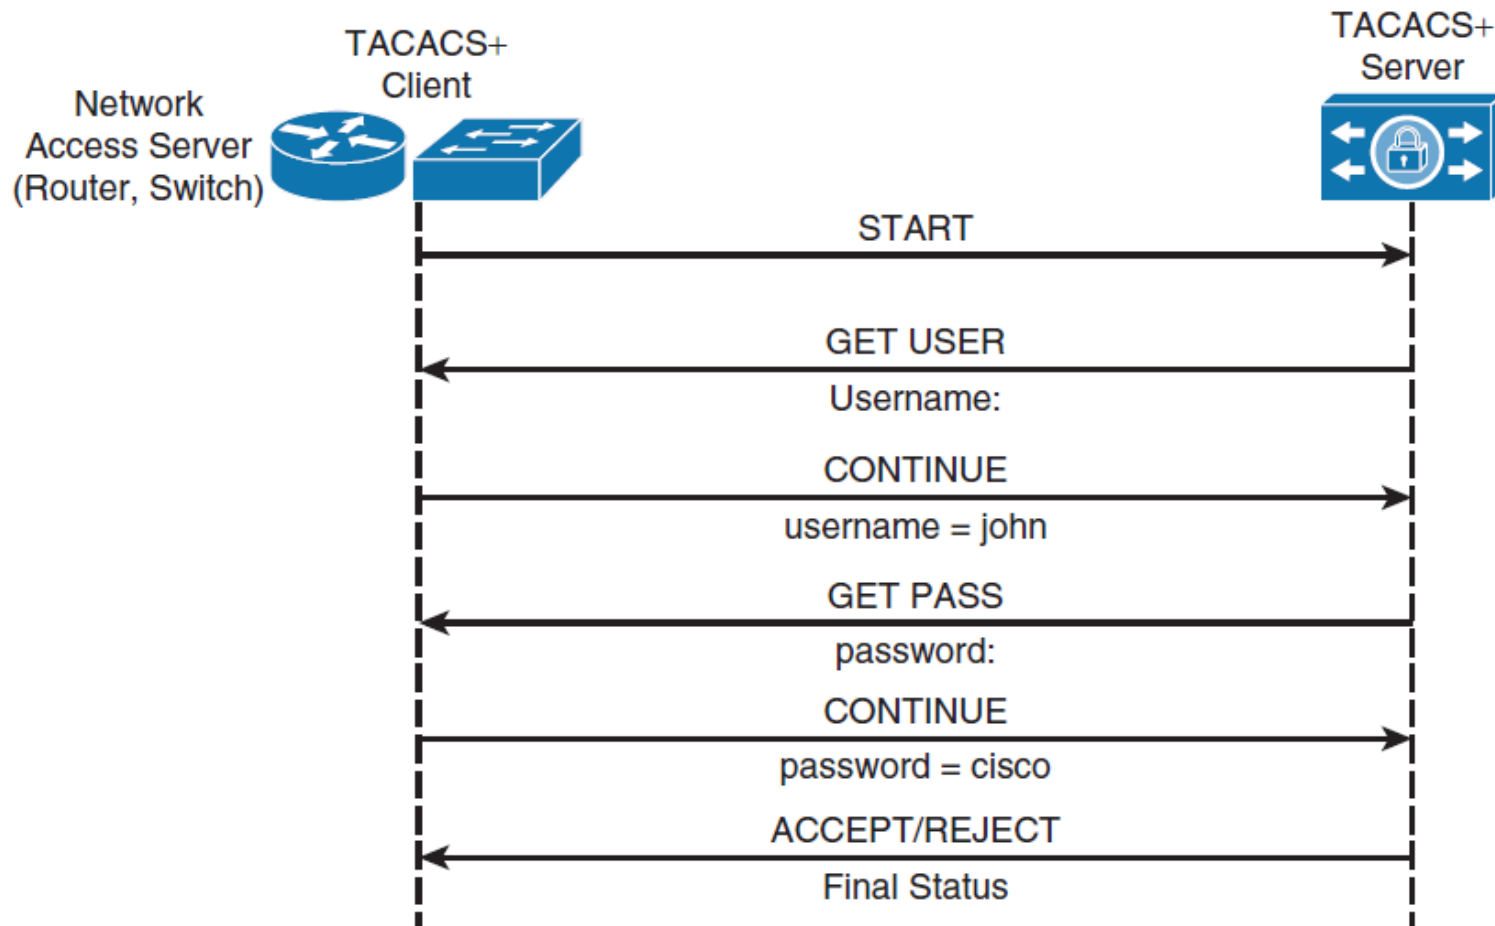 TACACS+
Client
TACACS+
Server
Network
Access Server
(Router, Switch)
START
GET USER
Username:
CONTINUE
username = john
GET PASS
password:
CONTINUE
password = cisco
ACCEPT/REJECT
Final Status